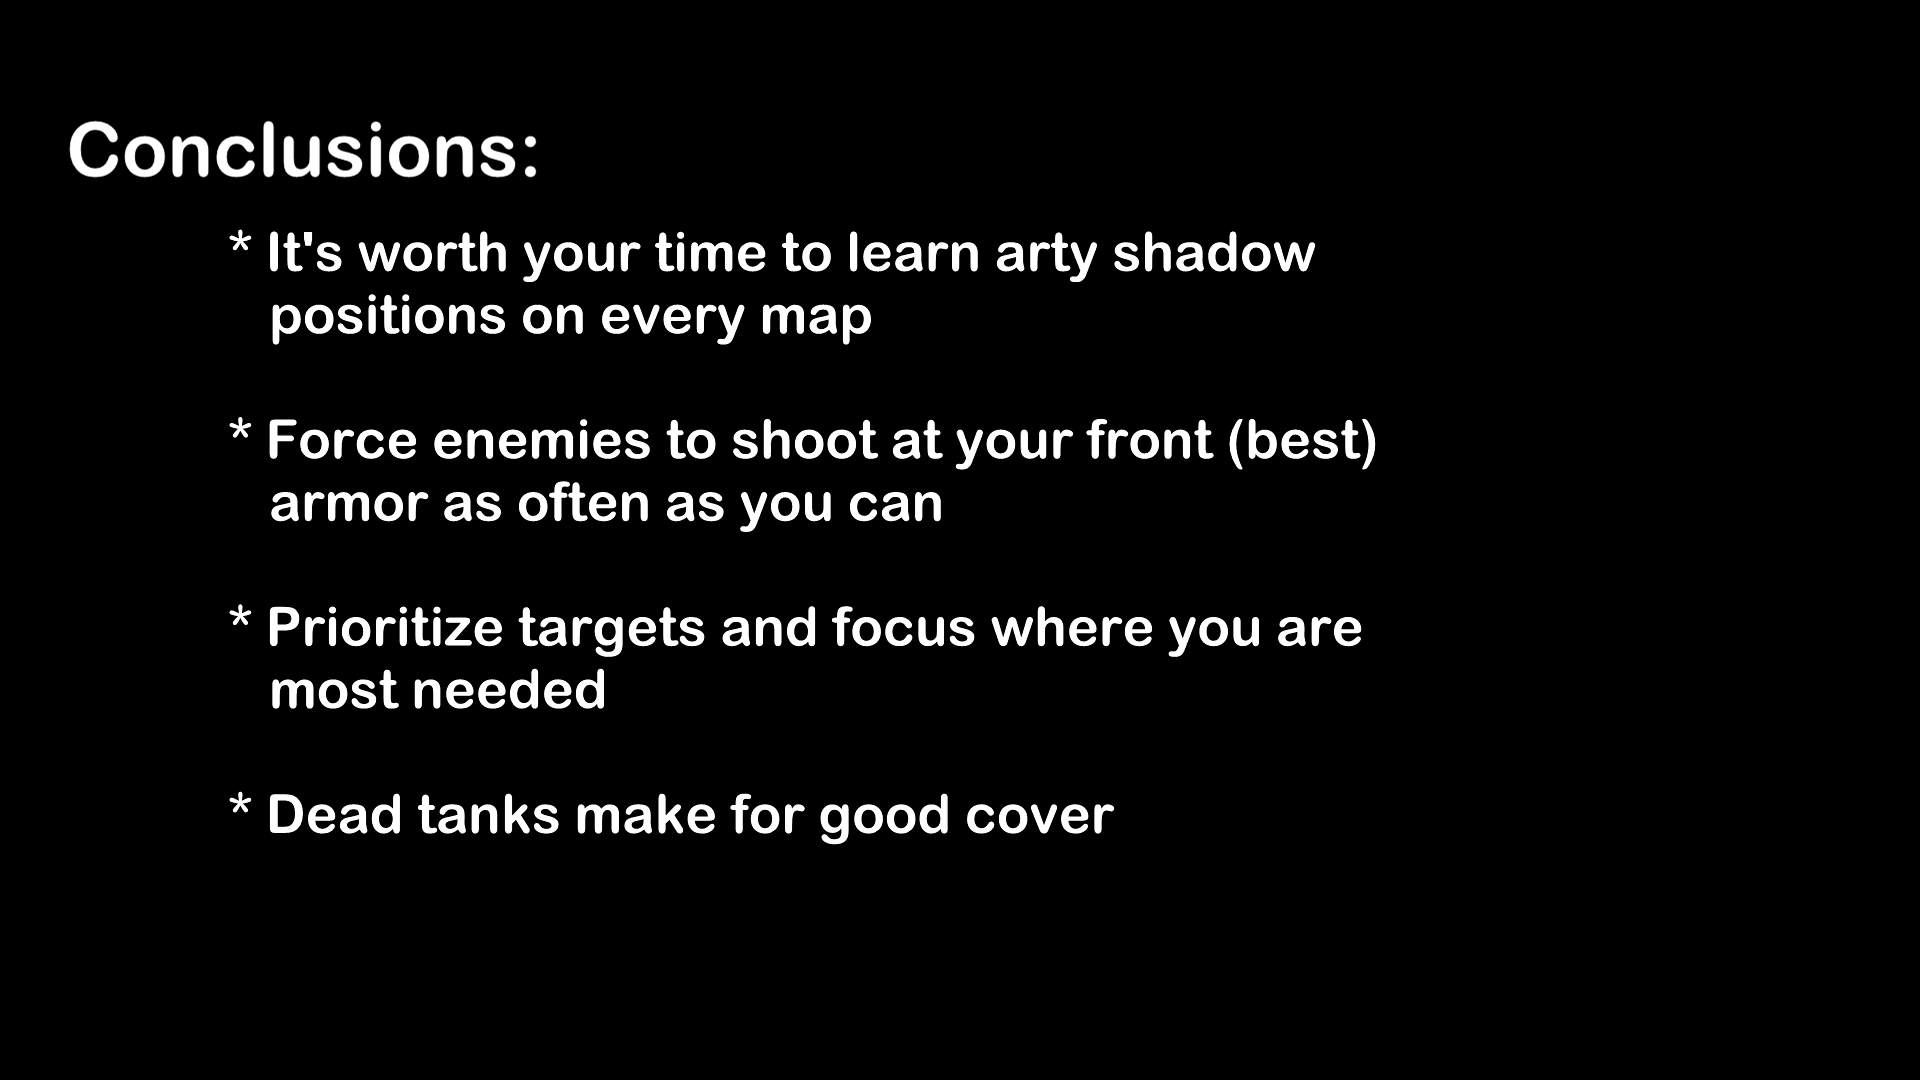 Conclusions:
* It's worth your time to learn arty shadow
positions on every map
* Force enemies to shoot at your front (best)
armor as often as you can
* Prioritize targets and focus where you are
most needed
* Dead tanks make for good cover